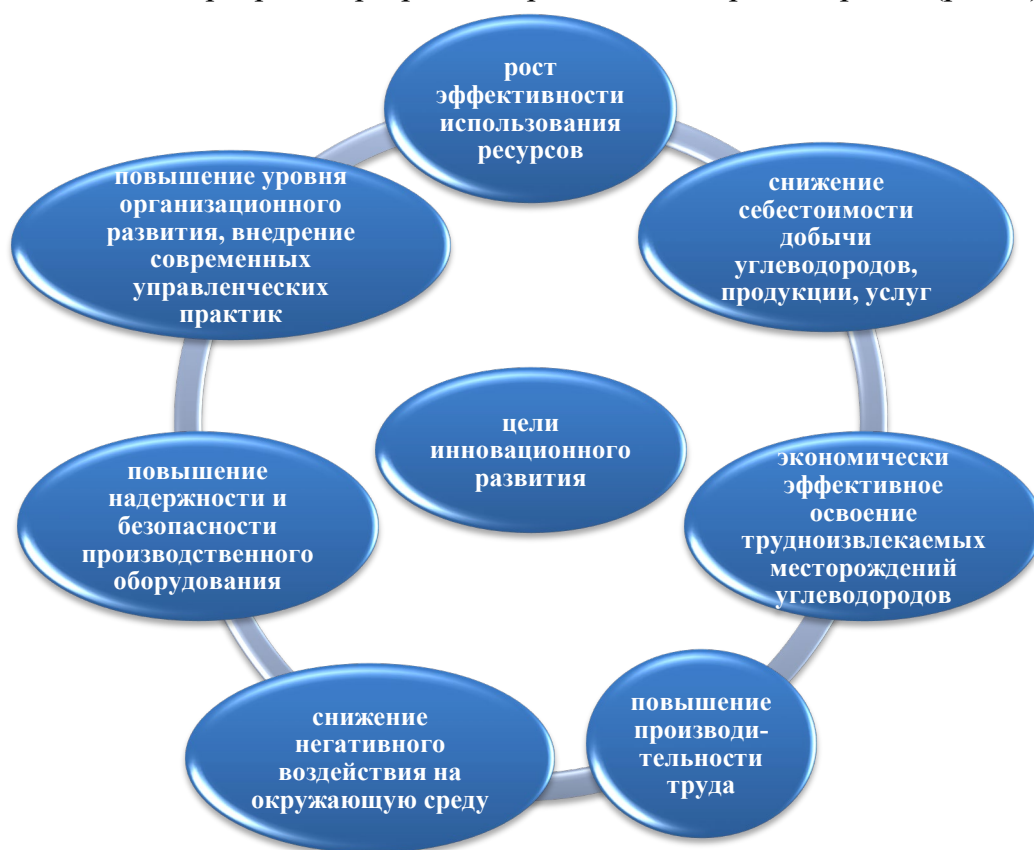 рост
эффективности
использования
ресурсов
снижение
себестоимости
добычи
углеводородов,
продукции, услуг
экономически
эффективное
освоение
трудноизвлекаемых
месторождений
углеводородов
повышение
производи-
тельности
труда
снижение
негативного
воздействия на
окружающую среду
повышение
надержности и
безопасности
производственного
оборудования
повышение уровня
организационного
развития, внедрение
современных
управленческих
практик
цели
инновационного
развития